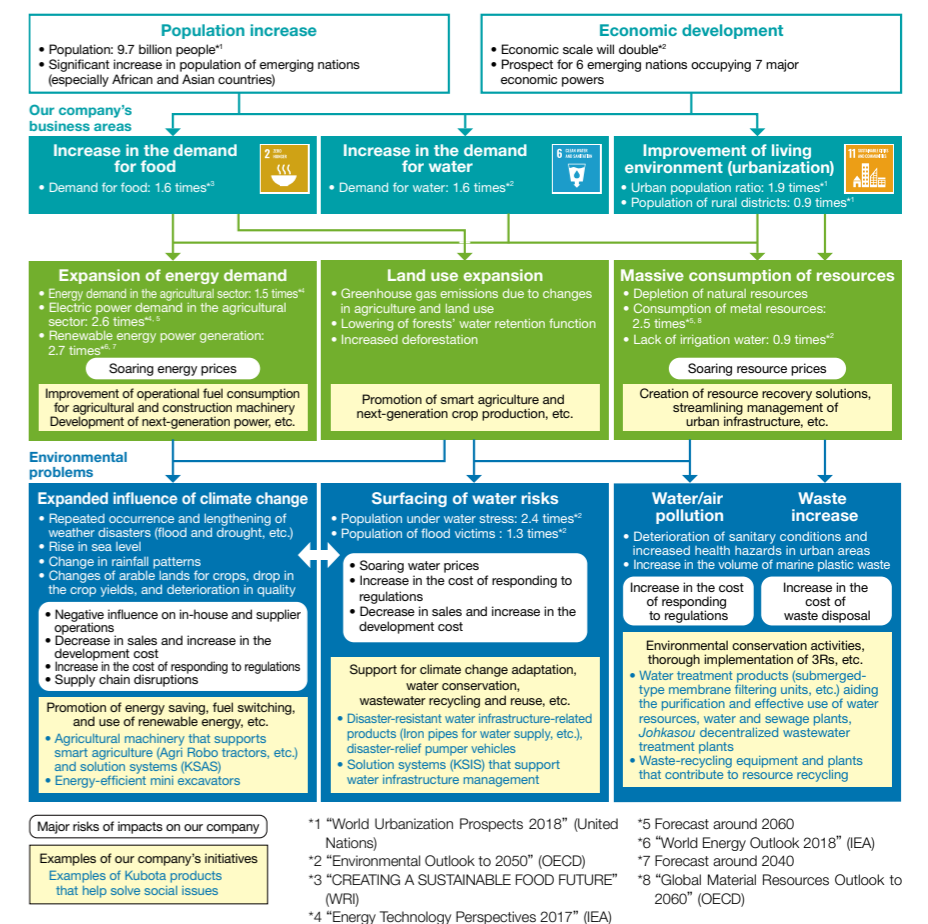 Population increase
• Population: 9.7 billion people*1
• Significant increase in population of emerging nations
(especially African and Asian countries)
Economic development
• Economic scale will double*2
• Prospect for 6 emerging nations occupying 7 major
economic powers
Our company's
business areas
Increase in the demand
for food
• Demand for food: 1.6 times*3
2 ZERO
HUNGER
Increase in the demand
for water
• Demand for water: 1.6 times*2
6 CLEAN WATER
AND SANITATION
Improvement of living
environment (urbanization)
• Urban population ratio: 1.9 times*1
• Population of rural districts: 0.9 times*1
11 SUSTAINABLE CITIES
AND COMMUNITIES
Expansion of energy demand
• Energy demand in the agricultural sector: 1.5 times*4
• Electric power demand in the agricultural
sector: 2.6 times*4, 5
• Renewable energy power generation:
2.7 times*6, 7
Soaring energy prices
Improvement of operational fuel consumption
for agricultural and construction machinery
Development of next-generation power, etc.
Land use expansion
• Greenhouse gas emissions due to changes
in agriculture and land use
• Lowering of forests' water retention function
• Increased deforestation
Promotion of smart agriculture and
next-generation crop production, etc.
Massive consumption of resources
• Depletion of natural resources
• Consumption of metal resources:
2.5 times*5, 8
• Lack of irrigation water: 0.9 times*2
Soaring resource prices
Creation of resource recovery solutions,
streamlining management of
urban infrastructure, etc.
Environmental
problems
Expanded influence of climate change
• Repeated occurrence and lengthening of
weather disasters (flood and drought, etc.)
• Rise in sea level
• Change in rainfall patterns
• Changes of arable lands for crops, drop in
the crop yields, and deterioration in quality
• Negative influence on in-house and supplier
operations
• Decrease in sales and increase in the
development cost
• Increase in the cost of responding to regulations
• Supply chain disruptions
Promotion of energy saving, fuel switching,
and use of renewable energy, etc.
• Agricultural machinery that supports
smart agriculture (Agri Robo tractors, etc.)
and solution systems (KSAS)
• Energy-efficient mini excavators
Surfacing of water risks
• Population under water stress: 2.4 times*2
• Population of flood victims : 1.3 times*2
• Soaring water prices
• Increase in the cost of responding to
regulations
• Decrease in sales and increase in the
development cost
Support for climate change adaptation,
water conservation,
wastewater recycling and reuse, etc.
• Disaster-resistant water infrastructure-related
products (Iron pipes for water supply, etc.),
disaster-relief pumper vehicles
• Solution systems (KSIS) that support
water infrastructure management
Water/air
pollution
Waste
increase
• Deterioration of sanitary conditions and
increased health hazards in urban areas
• Increase in the volume of marine plastic waste
Increase in the cost
of responding
to regulations
Increase in the
cost of
waste disposal
Environmental conservation activities,
thorough implementation of 3Rs, etc.
• Water treatment products (submerged-
type membrane filtering units, etc.) aiding
the purification and effective use of water
resources, water and sewage plants,
Johkasou decentralized wastewater
treatment plants
• Waste-recycling equipment and plants
that contribute to resource recycling
Major risks of impacts on our company
Examples of our company's initiatives
Examples of Kubota products
that help solve social issues
*1 "World Urbanization Prospects 2018" (United
Nations)
*2 "Environmental Outlook to 2050" (OECD)
*3 "CREATING A SUSTAINABLE FOOD FUTURE"
(WRI)
*4 "Energy Technology Perspectives 2017" (IEA)
*5 Forecast around 2060
*6 "World Energy Outlook 2018" (IEA)
*7 Forecast around 2040
*8 "Global Material Resources Outlook to
2060" (OECD)